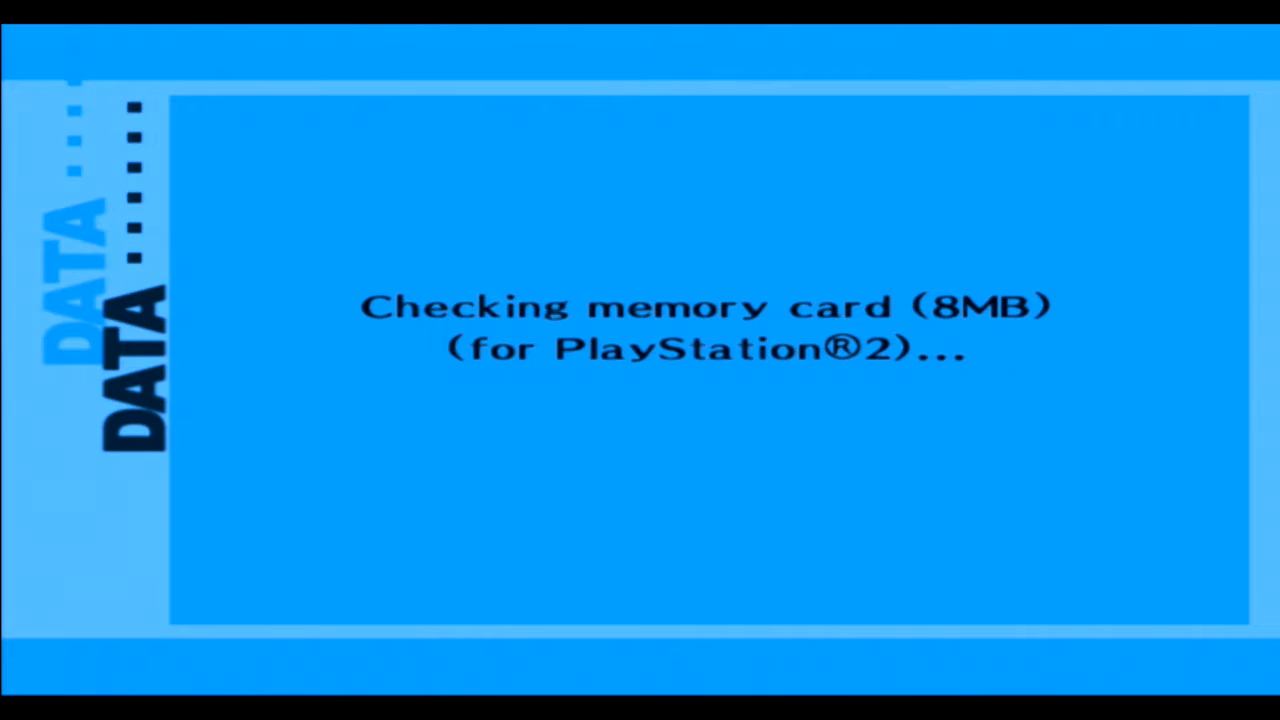 DATA ......
DATA ....
Checking memory card (8MB)
(for PlayStation®2)...